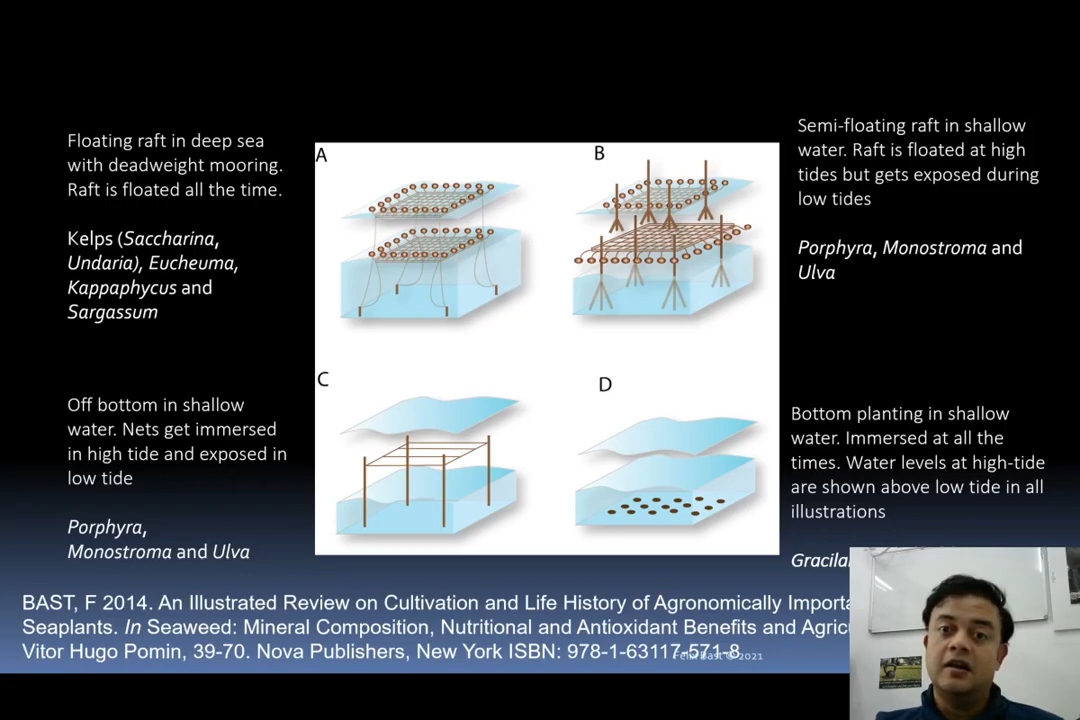 Floating raft in deep sea
with deadweight mooring.
Raft is floated all the time.
Kelps (Saccharina,
Undaria), Eucheuma,
Kappaphycus and
Sargassum
A
B
Semi-floating raft in shallow
water. Raft is floated at high
tides but gets exposed during
low tides
Porphyra, Monostroma and
Ulva
Off bottom in shallow
water. Nets get immersed
in high tide and exposed in
low tide
Porphyra,
Monostroma and Ulva
C
D
Bottom planting in shallow
water. Immersed at all the
times. Water levels at high-tide
are shown above low tide in all
illustrations
BAST, F 2014. An Illustrated Review on Cultivation and Life History of Agronomically
Seaplants. In Seaweed: Mineral Composition, Nutritional and Antioxidant Benefits and
Vitor Hugo Pomin, 39-70. Nova Publishers, New York ISBN: 978-1-63117-571-8
Felix Bast © 2021